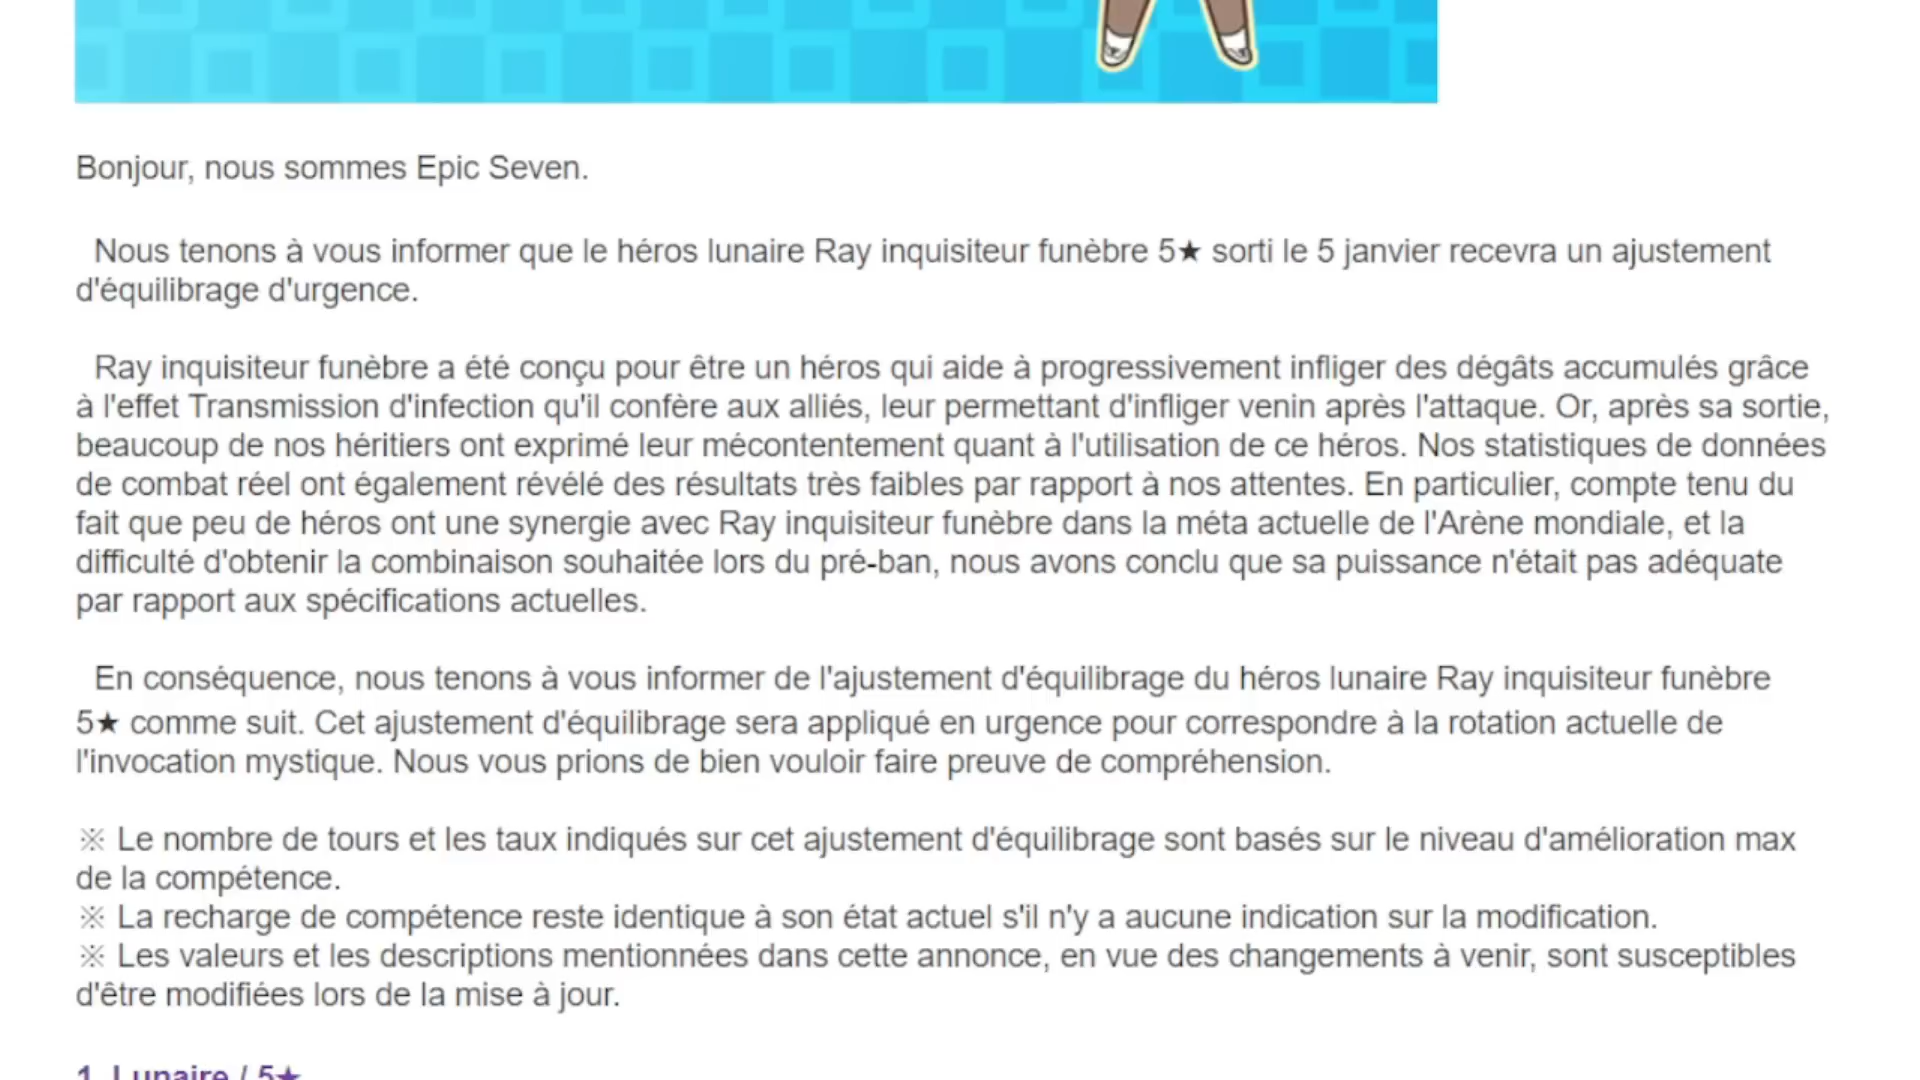 Bonjour, nous sommes Epic Seven.
Nous tenons à vous informer que le héros lunaire Ray inquisiteur funèbre 5★ sorti le 5 janvier recevra un ajustement
d'équilibrage d'urgence.
Ray inquisiteur funèbre a été conçu pour être un héros qui aide à progressivement infliger des dégâts accumulés grâce
à l'effet Transmission d'infection qu'il confère aux alliés, leur permettant d'infliger venin après l'attaque. Or, après sa sortie,
beaucoup de nos héritiers ont exprimé leur mécontentement quant à l'utilisation de ce héros. Nos statistiques de données
de combat réel ont également révélé des résultats très faibles par rapport à nos attentes. En particulier, compte tenu du
fait que peu de héros ont une synergie avec Ray inquisiteur funèbre dans la méta actuelle de l'Arène mondiale, et la
difficulté d'obtenir la combinaison souhaitée lors du pré-ban, nous avons conclu que sa puissance n'était pas adéquate
par rapport aux spécifications actuelles.
En conséquence, nous tenons à vous informer de l'ajustement d'équilibrage du héros lunaire Ray inquisiteur funèbre
5★ comme suit. Cet ajustement d'équilibrage sera appliqué en urgence pour correspondre à la rotation actuelle de
l'invocation mystique. Nous vous prions de bien vouloir faire preuve de compréhension.
※ Le nombre de tours et les taux indiqués sur cet ajustement d'équilibrage sont basés sur le niveau d'amélioration max
de la compétence.
※ La recharge de compétence reste identique à son état actuel s'il n'y a aucune indication sur la modification.
※ Les valeurs et les descriptions mentionnées dans cette annonce, en vue des changements à venir, sont susceptibles
d'être modifiées lors de la mise à jour.
1. Lunaire / 5★